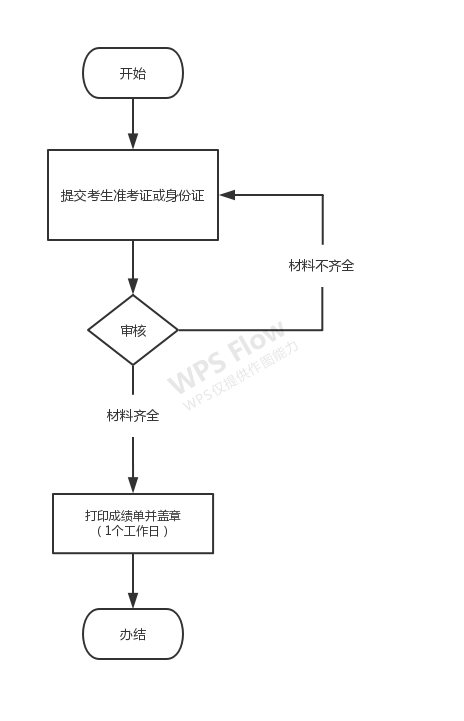 开始
提交考生准考证或身份证
材料不齐全
审核
WPS Flow
WPS仅提供作图能力
材料齐全
打印成绩单并盖章
（1个工作日）
办结